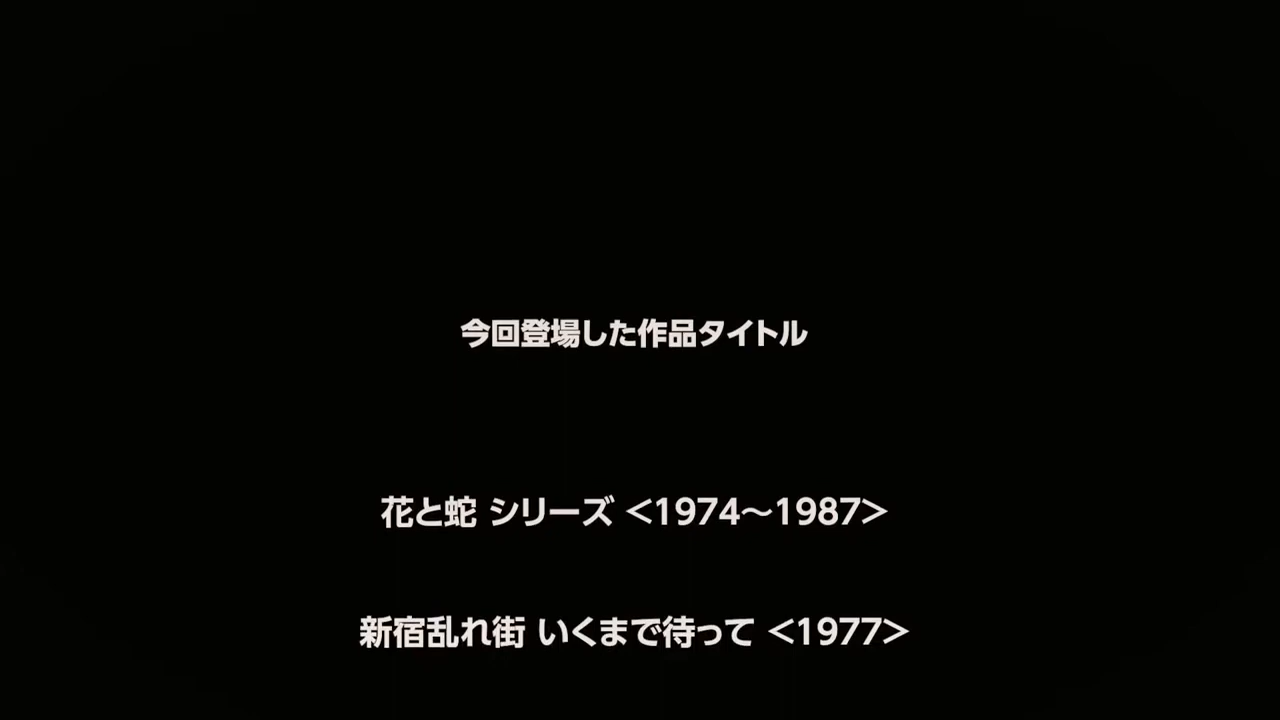 今回登場した作品タイトル
花と蛇 シリーズ <1974〜1987>
新宿乱れ街 いくまで待って <1977>